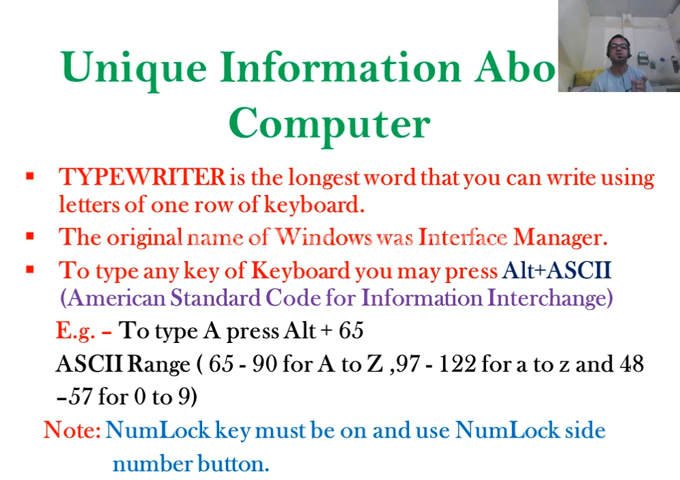 Unique Information Abo
Computer
▪ TYPEWRITER is the longest word that you can write using
letters of one row of keyboard.
▪ The original name of Windows was Interface Manager.
▪ To type any key of Keyboard you may press Alt+ASCII
(American Standard Code for Information Interchange)
E.g. – To type A press Alt + 65
ASCII Range ( 65 - 90 for A to Z ,97 - 122 for a to z and 48
–57 for 0 to 9)
Note: NumLock key must be on and use NumLock side
number button.